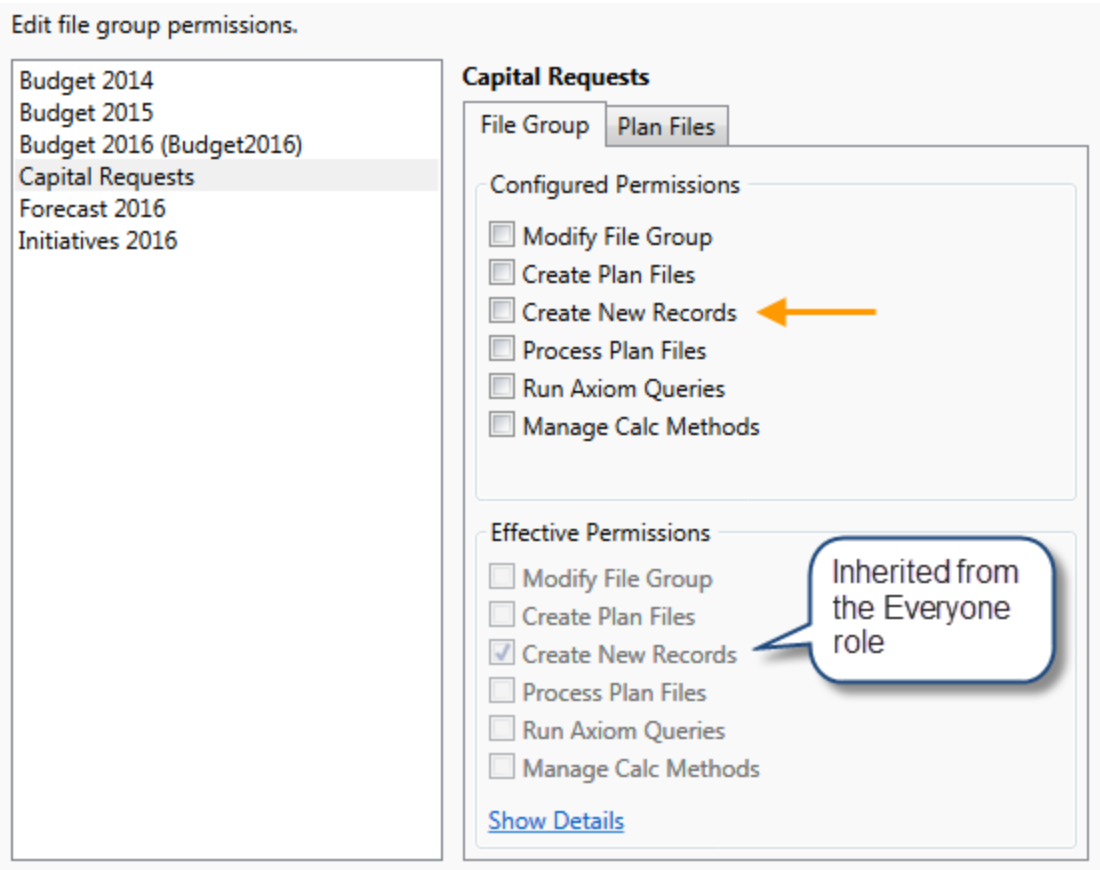 Edit file group permissions.
Budget 2014
Budget 2015
Budget 2016 (Budget2016)
Capital Requests
Forecast 2016
Initiatives 2016
Capital Requests
File Group
Plan Files
Configured Permissions
Modify File Group
Create Plan Files
Create New Records
Process Plan Files
Run Axiom Queries
Manage Calc Methods
Effective Permissions
Modify File Group
Create Plan Files
Create New Records
Process Plan Files
Run Axiom Queries
Manage Calc Methods
Inherited from
the Everyone
role
Show Details